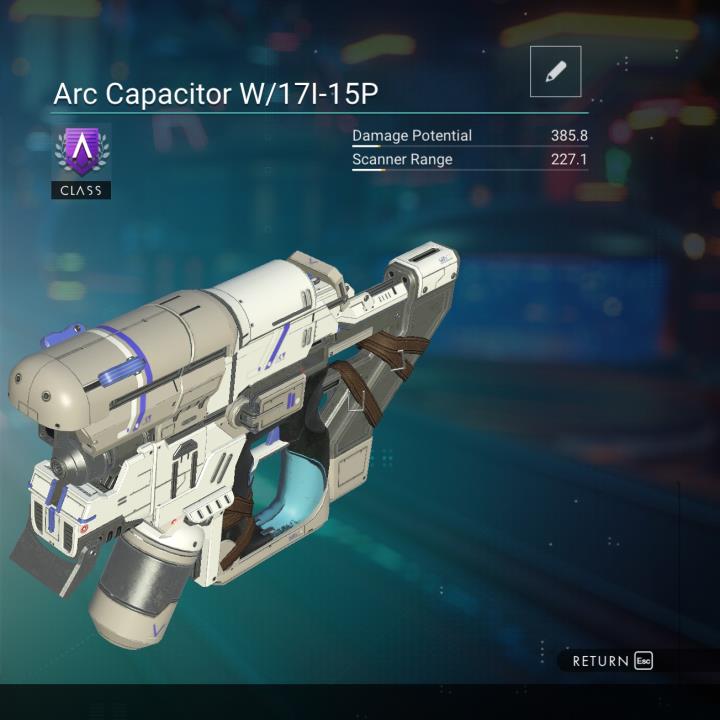 Arc Capacitor W/17I-15P
Damage Potential 385.8
Scanner Range 227.1
CLASS
RETURN Esc